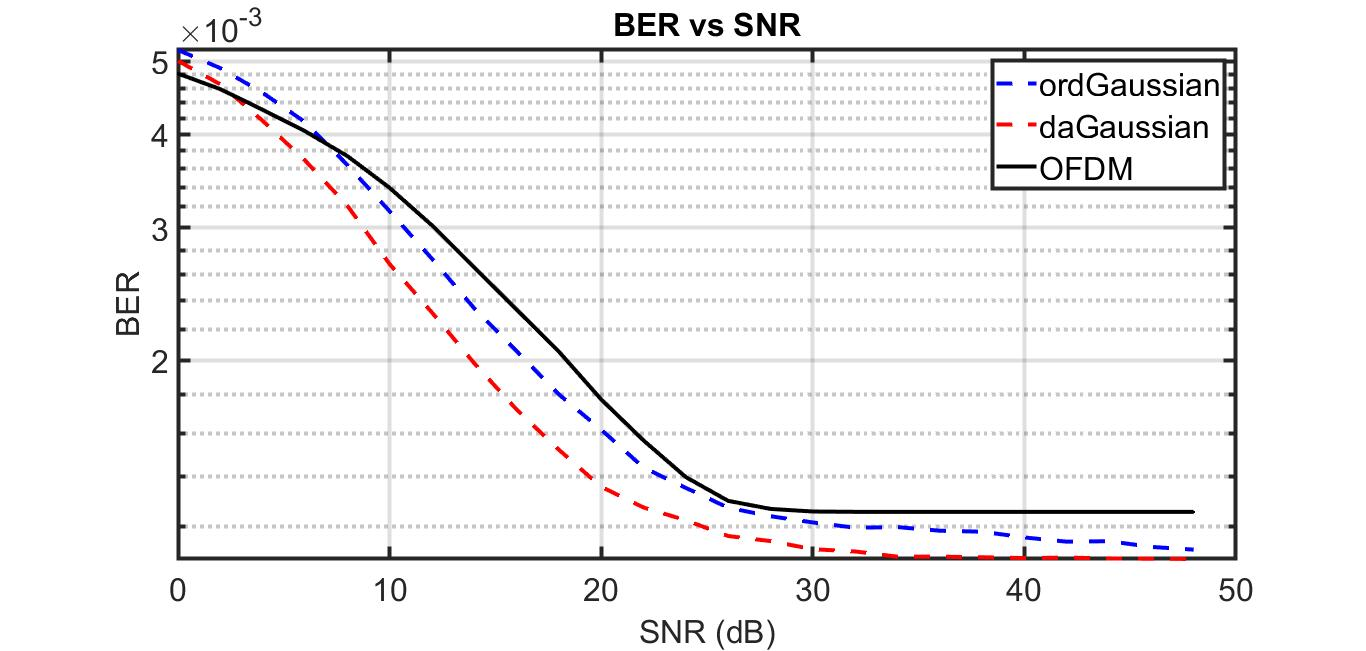 ×10⁻³
BER vs SNR
5
4
3
2
BER
ordGaussian
daGaussian
OFDM
0 10 20 30 40 50
SNR (dB)